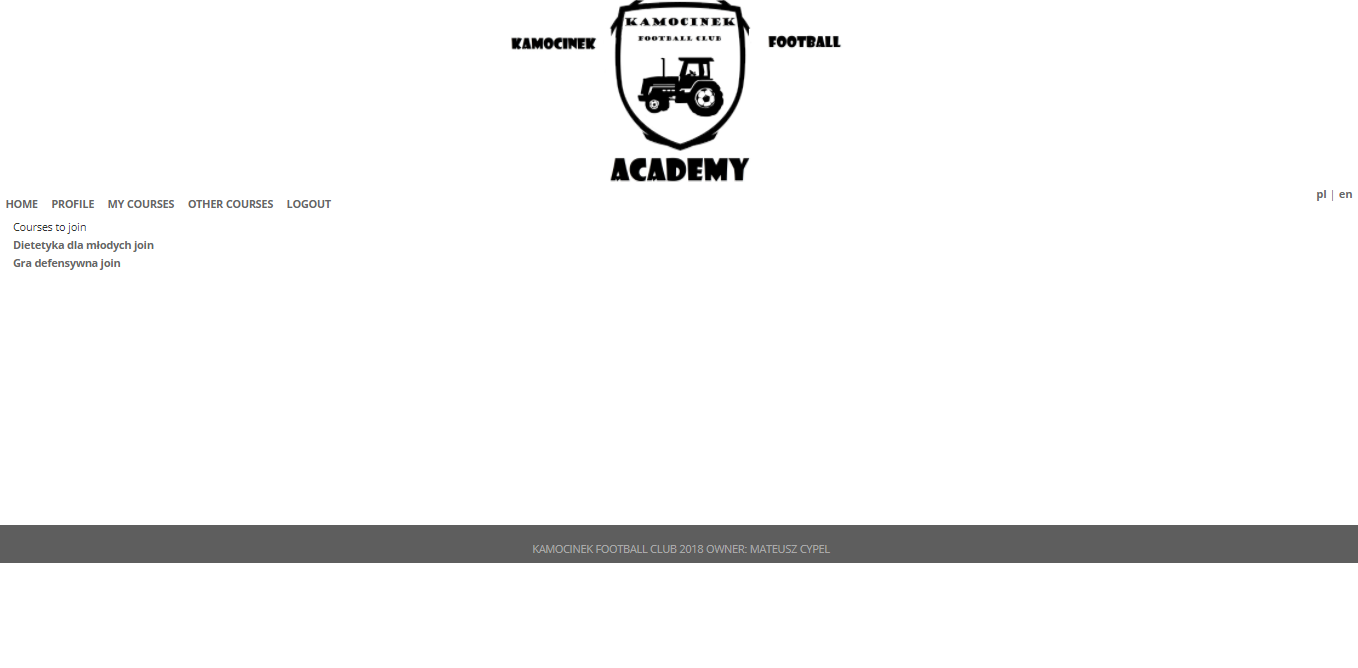 KAMOCINEK
FOOTBALL CLUB
KAMOCINEK
FOOTBALL
ACADEMY
pl | en
HOME PROFILE MY COURSES OTHER COURSES LOGOUT
Courses to join
Dietetyka dla młodych join
Gra defensywna join
KAMOCINEK FOOTBALL CLUB 2018 OWNER: MATEUSZ CYPEL